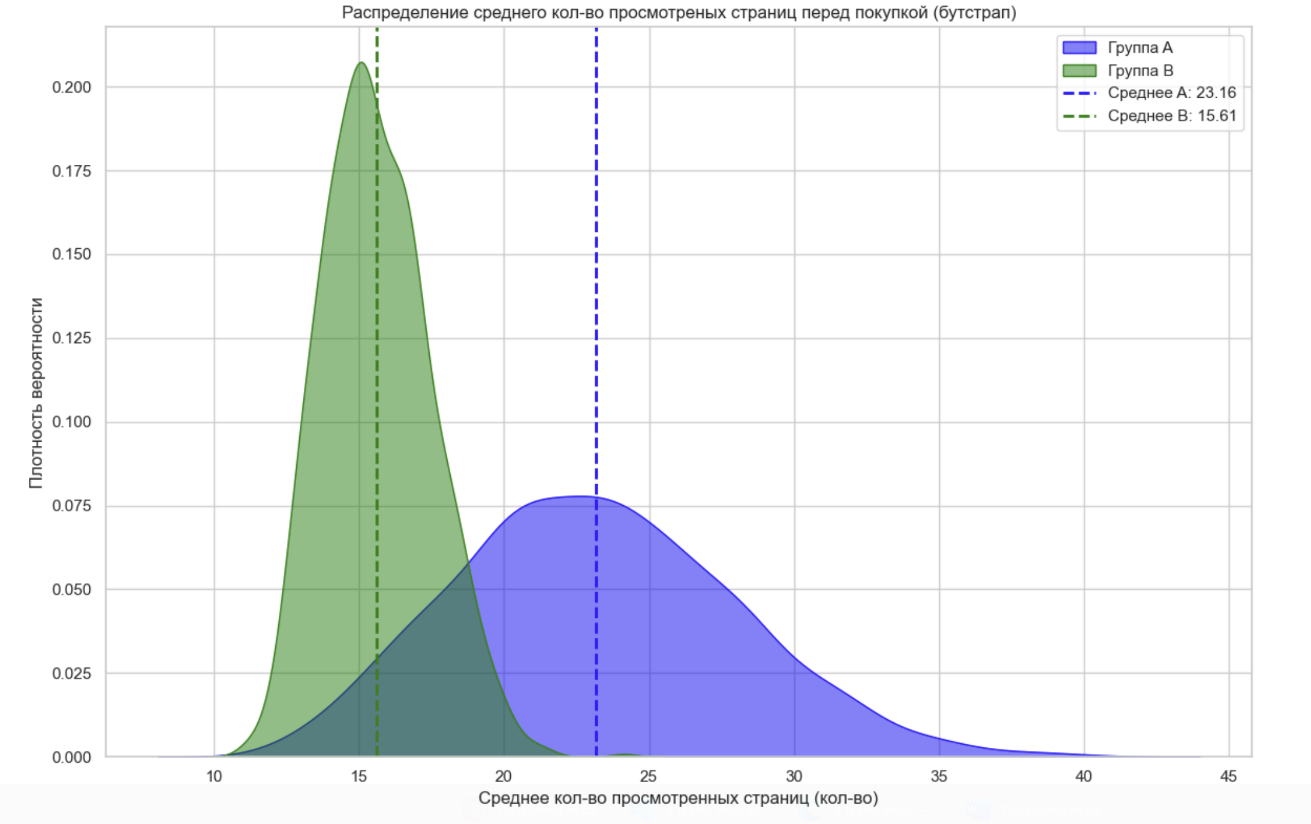 Распределение среднего кол-во просмотреных страниц перед покупкой (бутстрап)
Группа A
Группа B
Среднее A: 23.16
Среднее B: 15.61
Плотность вероятности
0.200
0.175
0.150
0.125
0.100
0.075
0.050
0.025
0.000
10 15 20 25 30 35 40 45
Среднее кол-во просмотренных страниц (кол-во)